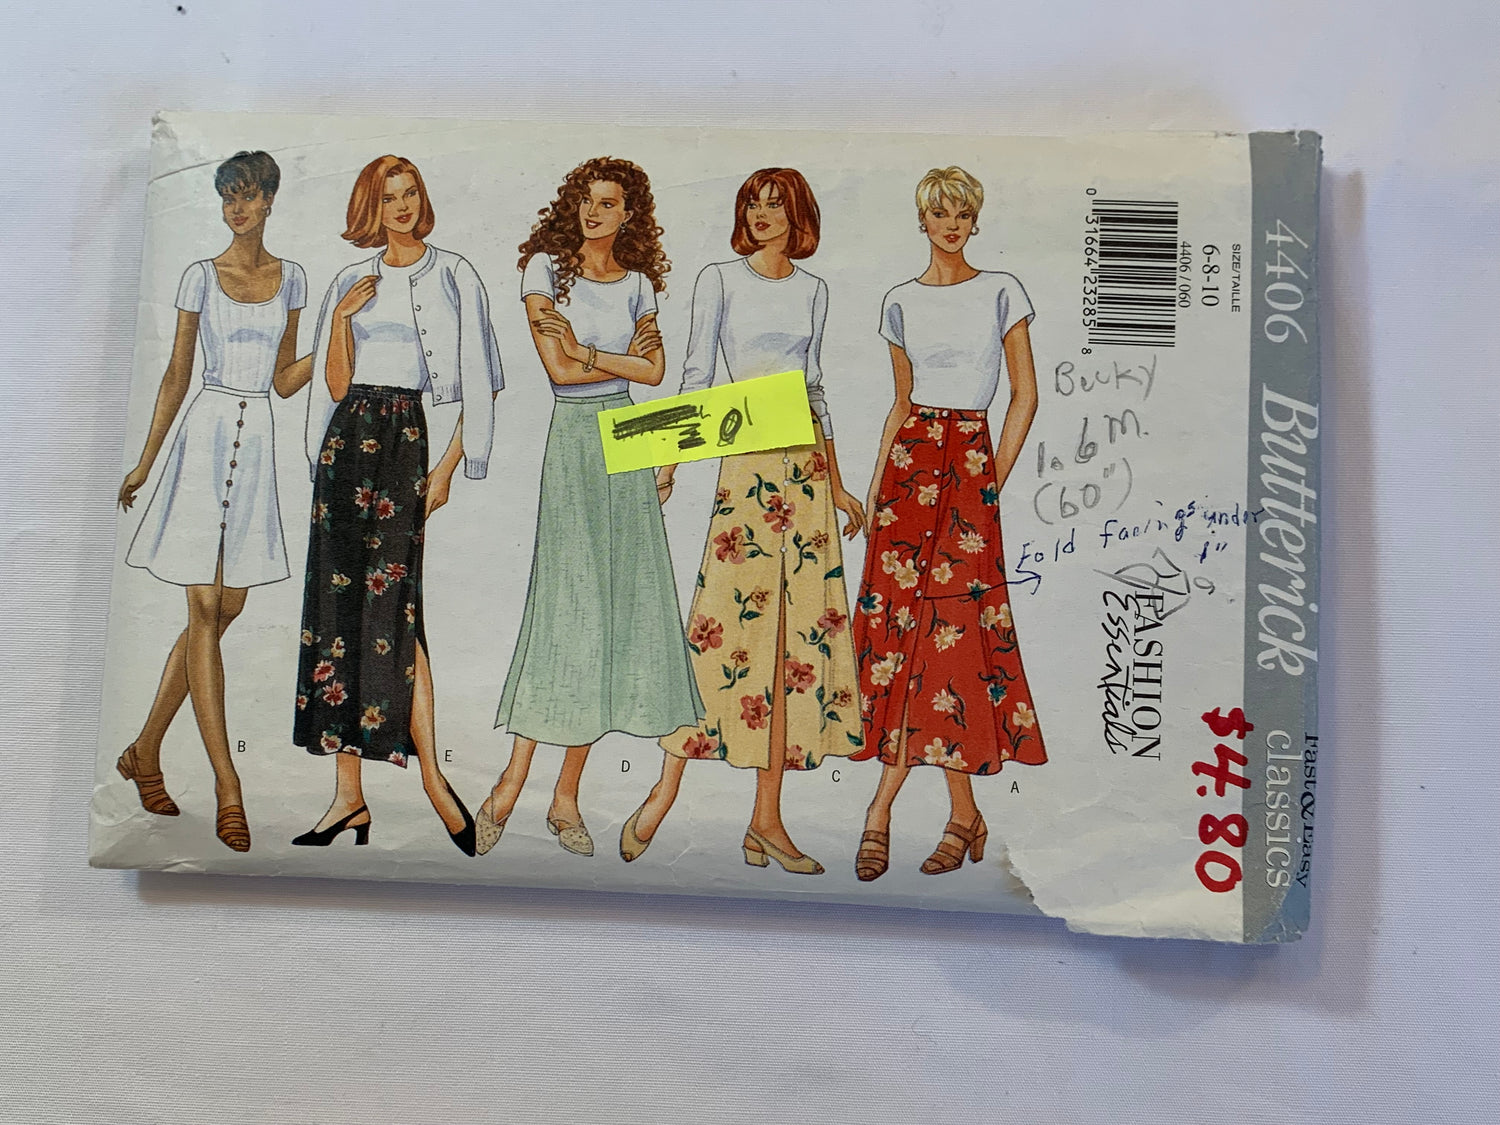 4406 Butterick
Fast & Easy
classics
SIZE/TAILLE
6-8-10
4406 / 060
0 31664 23285 8
Becky
1.6 m.
(60")
Fold facings under
1"
FASHION
Essentials
$4.80
B
E
D
C
A